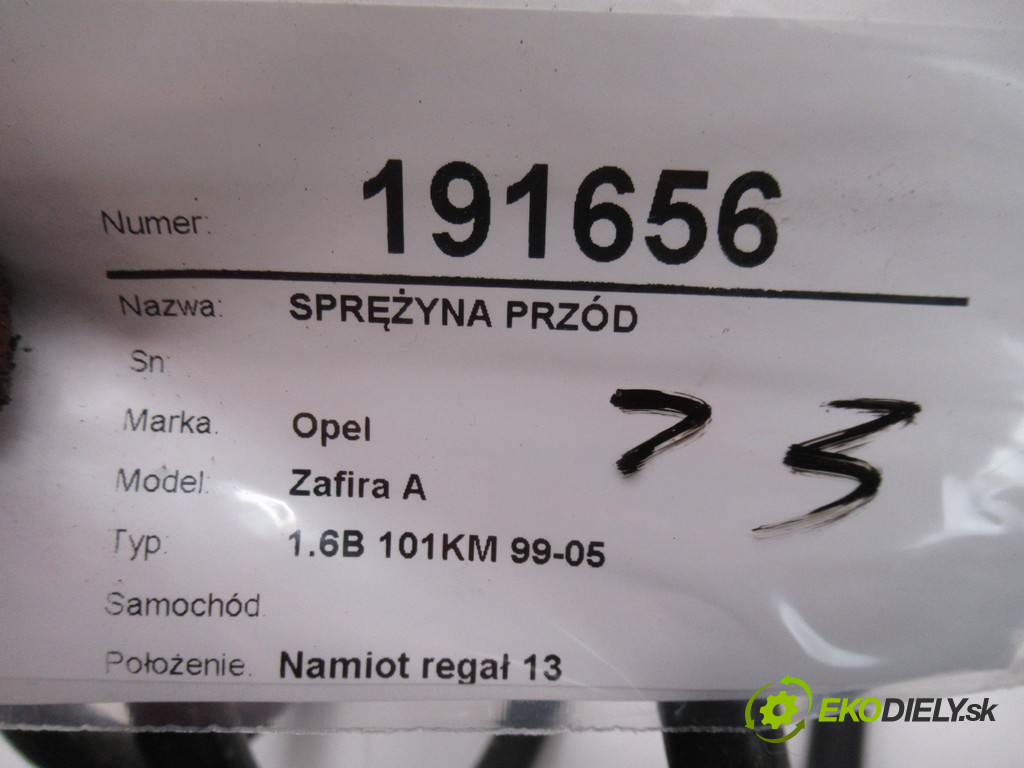 Numer: 191656
Nazwa: SPRĘŻYNA PRZÓD
Sn:
Marka. Opel
Model: Zafira A
Typ: 1.6B 101KM 99-05
Samochód.
Położenie. Namiot regał 13
73
EKODIELY.sk